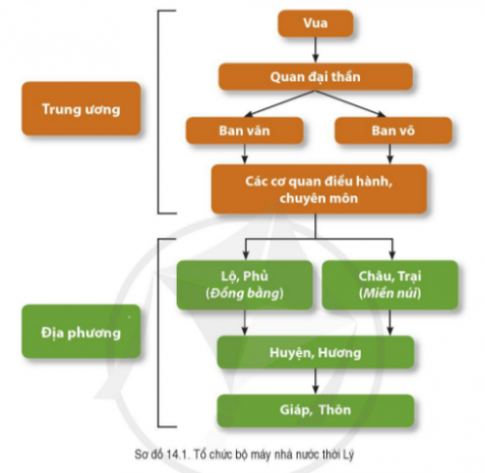 Vua
Quan đại thần
Trung ương
Ban văn
Ban võ
Các cơ quan điều hành,
chuyên môn
Lộ, Phủ
(Đồng bằng)
Châu, Trại
(Miền núi)
Địa phương
Huyện, Hương
Giáp, Thôn
Sơ đồ 14.1. Tổ chức bộ máy nhà nước thời Lý